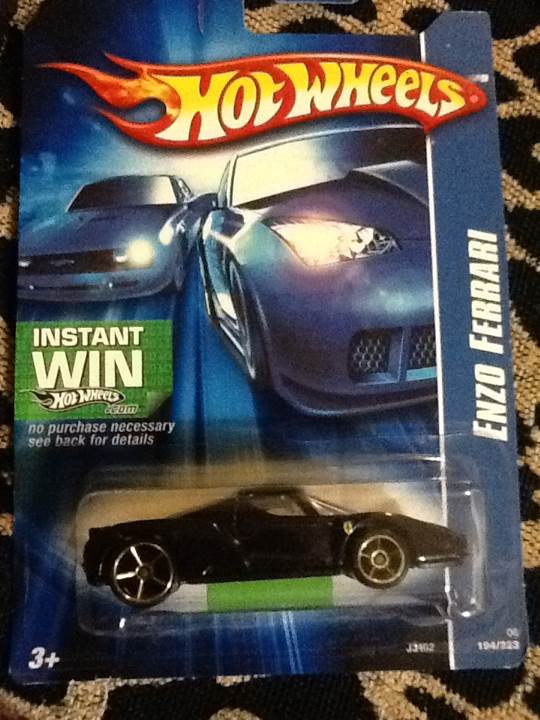 HOT WHEELS
ENZO FERRARI
INSTANT
WIN
HOT WHEELS
.com
no purchase necessary
see back for details
3+
06
194/223